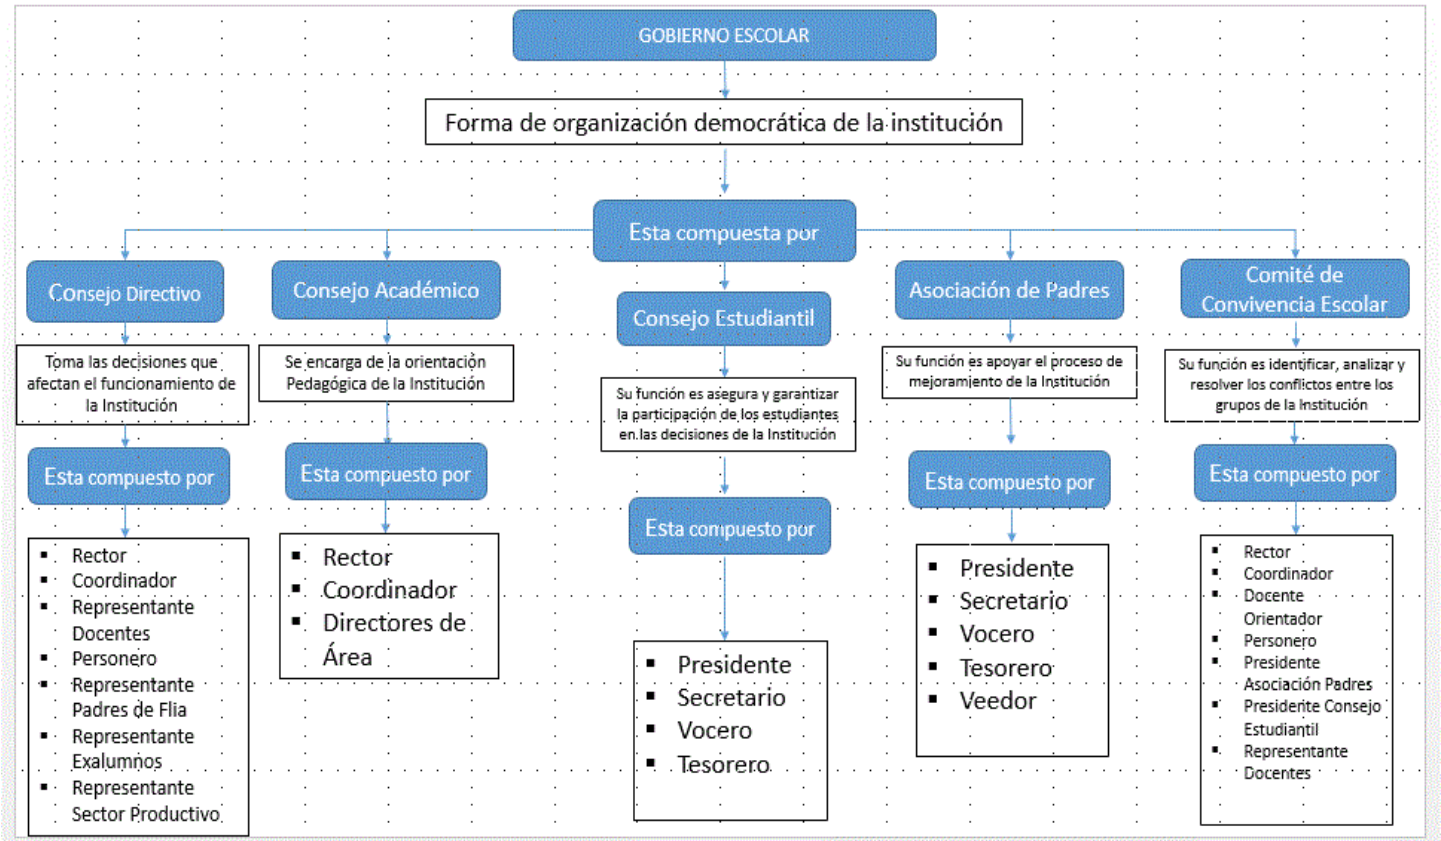 GOBIERNO ESCOLAR
Forma de organización democrática de la institución
Esta compuesta por
Consejo Directivo
Toma las decisiones que
afectan el funcionamiento de
la Institución
Esta compuesto por
▪ Rector
▪ Coordinador
▪ Representante
Docentes
▪ Personero
▪ Representante
Padres de Flia
▪ Representante
Exalumnos
▪ Representante
Sector Productivo
Consejo Académico
Se encarga de la orientación
Pedagógica de la Institución
Esta compuesto por
▪ Rector
▪ Coordinador
▪ Directores de
Área
Consejo Estudiantil
Su función es asegura y garantizar
la participación de los estudiantes
en las decisiones de la Institución
Esta compuesto por
▪ Presidente
▪ Secretario
▪ Vocero
▪ Tesorero
Asociación de Padres
Su función es apoyar el proceso de
mejoramiento de la Institución
Esta compuesto por
▪ Presidente
▪ Secretario
▪ Vocero
▪ Tesorero
▪ Veedor
Comité de
Convivencia Escolar
Su función es identificar, analizar y
resolver los conflictos entre los
grupos de la Institución
Esta compuesto por
▪ Rector
▪ Coordinador
▪ Docente
Orientador
▪ Personero
▪ Presidente
Asociación Padres
▪ Presidente Consejo
Estudiantil
▪ Representante
Docentes